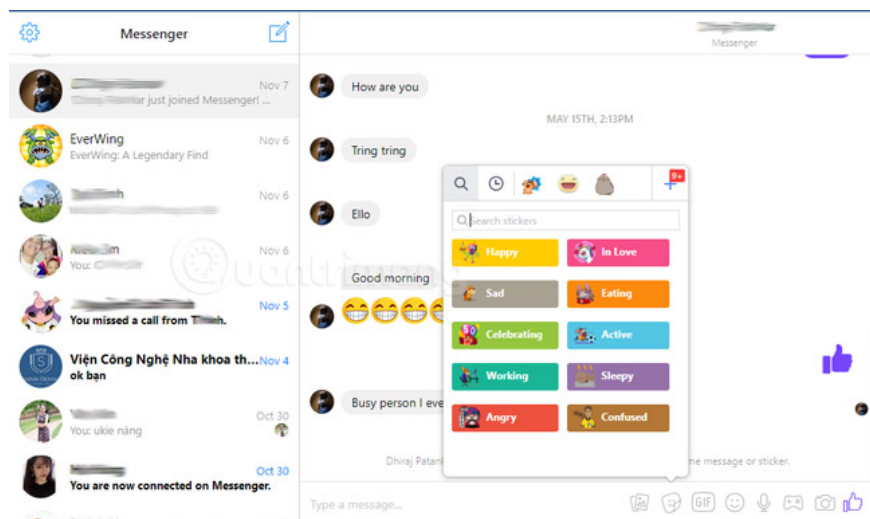 Messenger
Messenger
Nov 7
just joined Messenger! ...
EverWing
Nov 6
EverWing: A Legendary Find
Nov 6
Nov 6
You:
Nov 5
You missed a call from
Viện Công Nghệ Nha khoa th...
Nov 4
ok bạn
Oct 30
You: ukie nàng
Oct 30
You are now connected on Messenger.
How are you
MAY 15TH, 2:13PM
Tring tring
Ello
Good morning
Busy person I eve
Dhiraj Patank
me message or sticker.
9+
Search stickers
Happy
In Love
Sad
Eating
Celebrating
Active
Working
Sleepy
Angry
Confused
Type a message...
GIF
Quantrimang